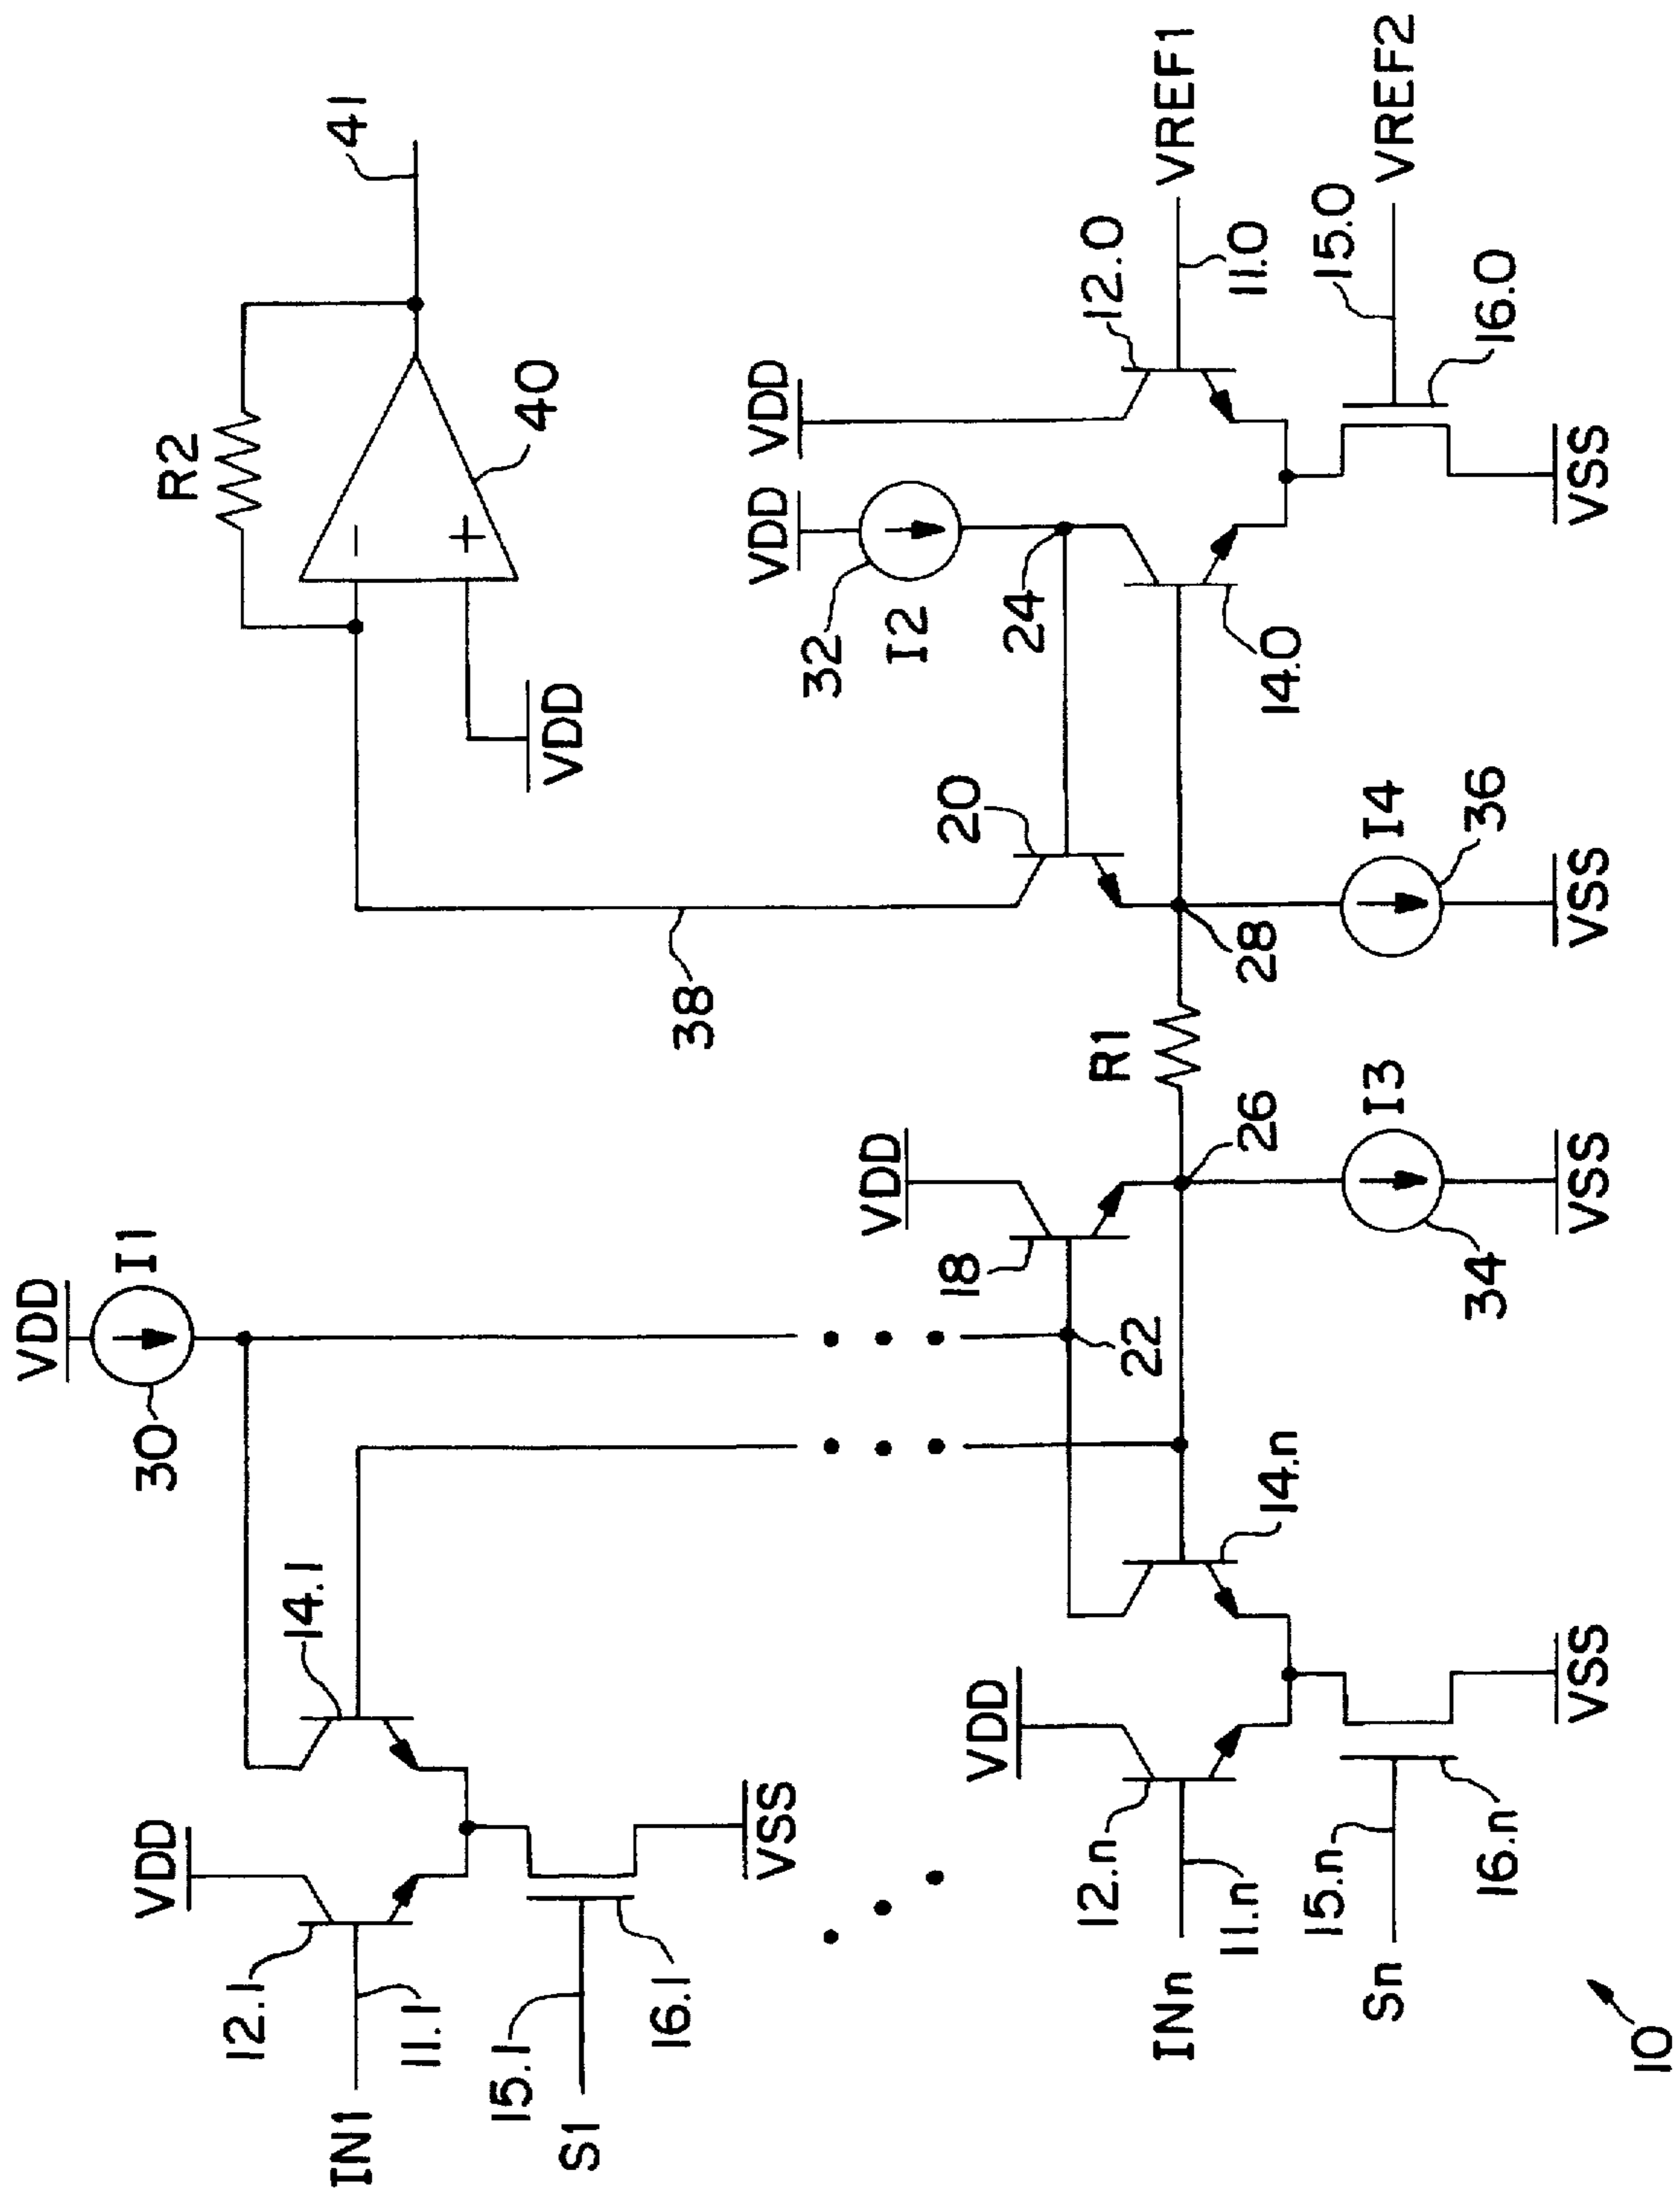 R2
41
40
VDD
VDD
I1
30
38
VDD
VDD
32
I2
24
12.0
VREF1
11.0
14.0
15.0
VREF2
16.0
VSS
20
28
I4
36
VSS
R1
VDD
18
22
26
I3
34
VSS
14.1
VDD
12.1
11.1
IN1
15.1
S1
16.1
VSS
14.n
VDD
12.n
11.n
INn
15.n
Sn
16.n
VSS
10